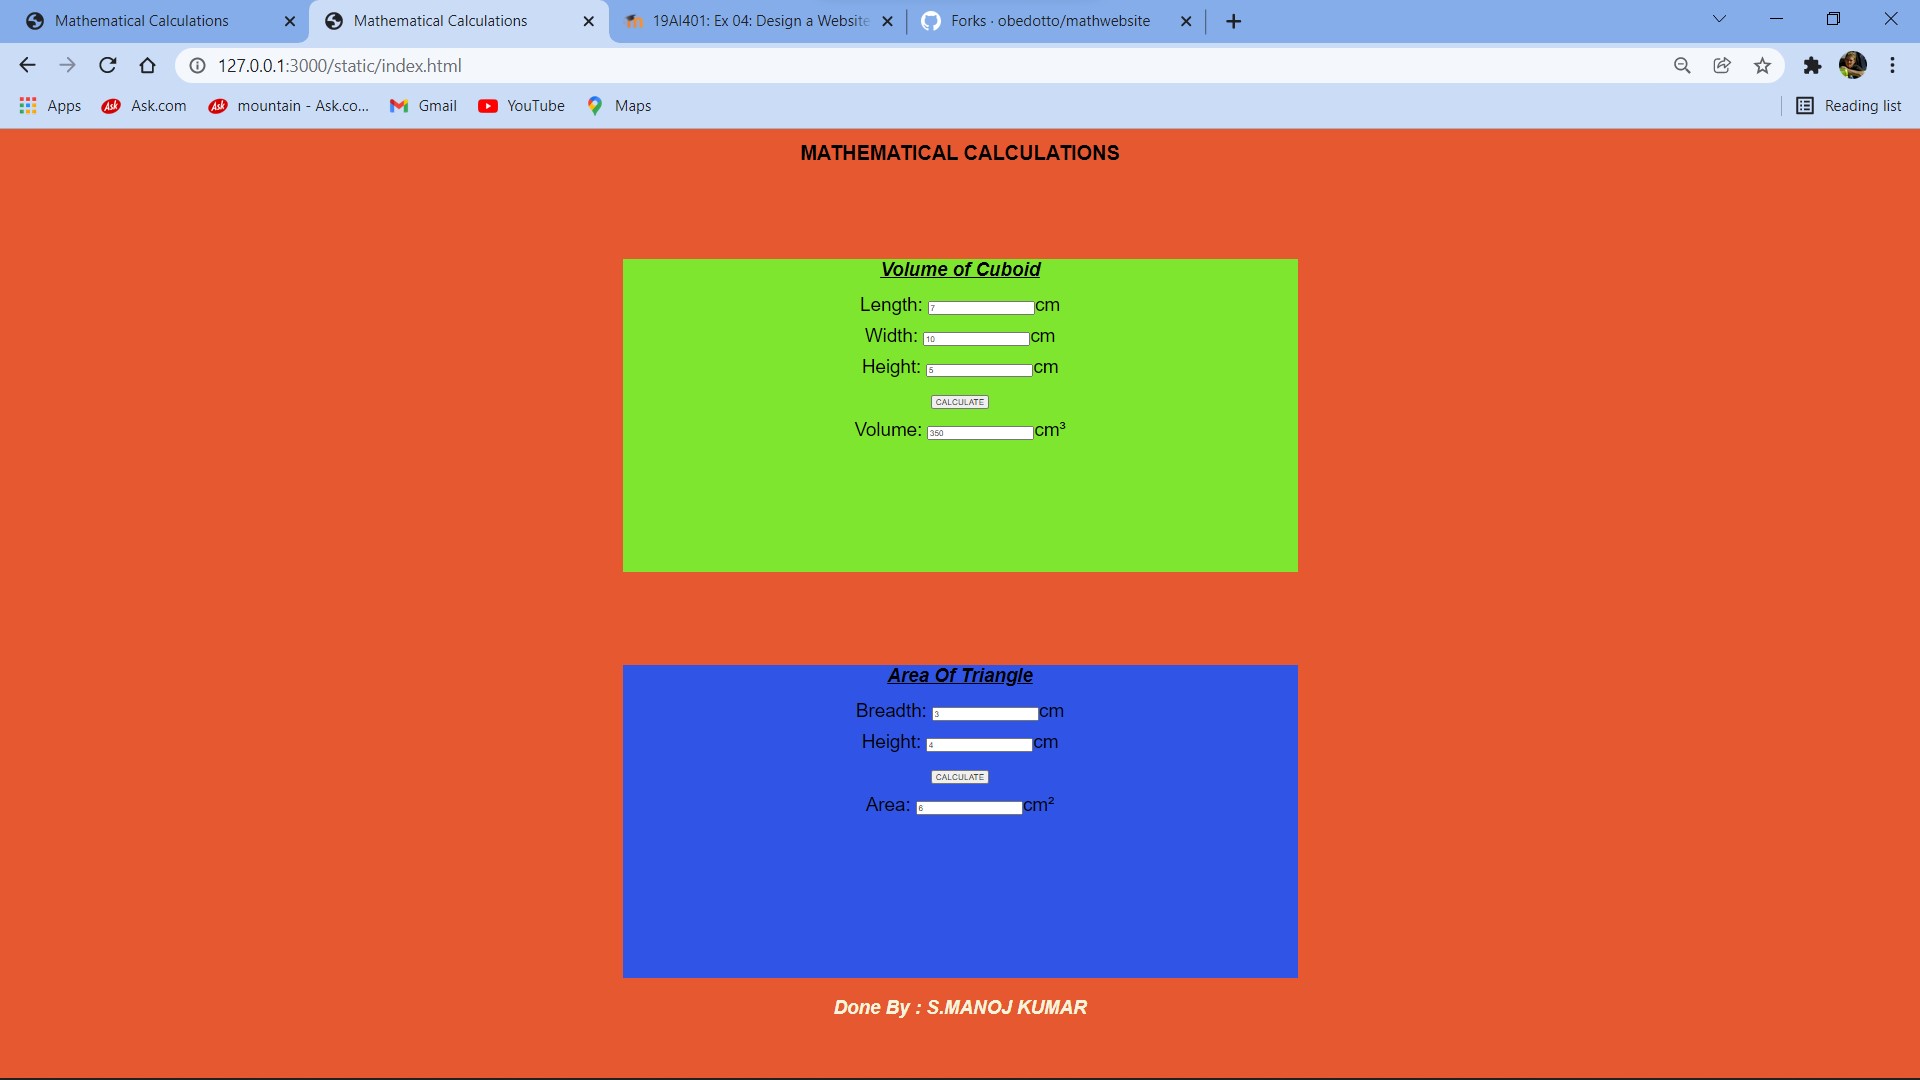 Mathematical Calculations
Mathematical Calculations
19AI401: Ex 04: Design a Website
Forks · obedotto/mathwebsite
127.0.0.1:3000/static/index.html
Apps
Ask Ask.com
Ask mountain - Ask.co...
Gmail
YouTube
Maps
Reading list
MATHEMATICAL CALCULATIONS
Volume of Cuboid
Length: 7 cm
Width: 10 cm
Height: 5 cm
CALCULATE
Volume: 350 cm³
Area Of Triangle
Breadth: 3 cm
Height: 4 cm
CALCULATE
Area: 6 cm²
Done By : S.MANOJ KUMAR